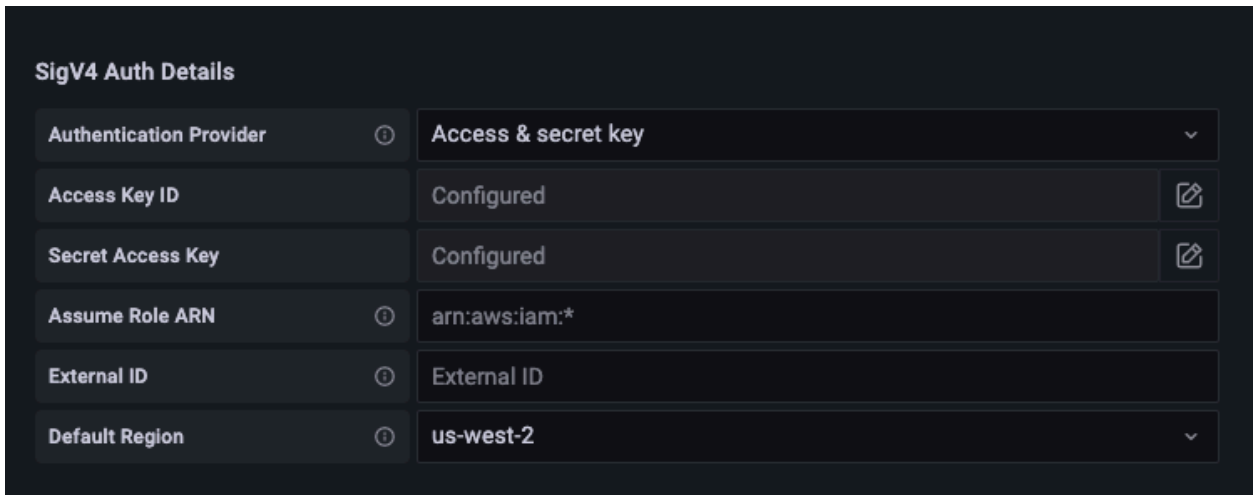 SigV4 Auth Details
Authentication Provider Access & secret key
Access Key ID Configured
Secret Access Key Configured
Assume Role ARN arn:aws:iam:*
External ID External ID
Default Region us-west-2